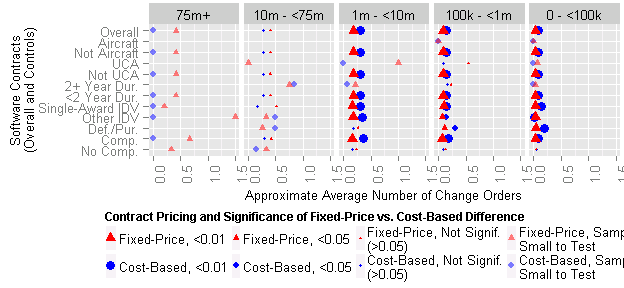 75m+ 10m - <75m 1m - <10m 100k - <1m 0 - <100k
Software Contracts
(Overall and Controls)
Overall
Aircraft
Not Aircraft
UCA
Not UCA
2+ Year Dur.
<2 Year Dur.
Single-Award IDV
Other IDV
Def./Pur.
Comp.
No Comp.
0.0 0.5 1.0 1.5 0.0 0.5 1.0 1.5 0.0 0.5 1.0 1.5 0.0 0.5 1.0 1.5 0.0 0.5 1.0 1.5
Approximate Average Number of Change Orders
Contract Pricing and Significance of Fixed-Price vs. Cost-Based Difference
Fixed-Price, <0.01 Fixed-Price, <0.05 Fixed-Price, Not Signif. (>0.05) Fixed-Price, Samp Small to Test
Cost-Based, <0.01 Cost-Based, <0.05 Cost-Based, Not Signif. (>0.05) Cost-Based, Samp Small to Test